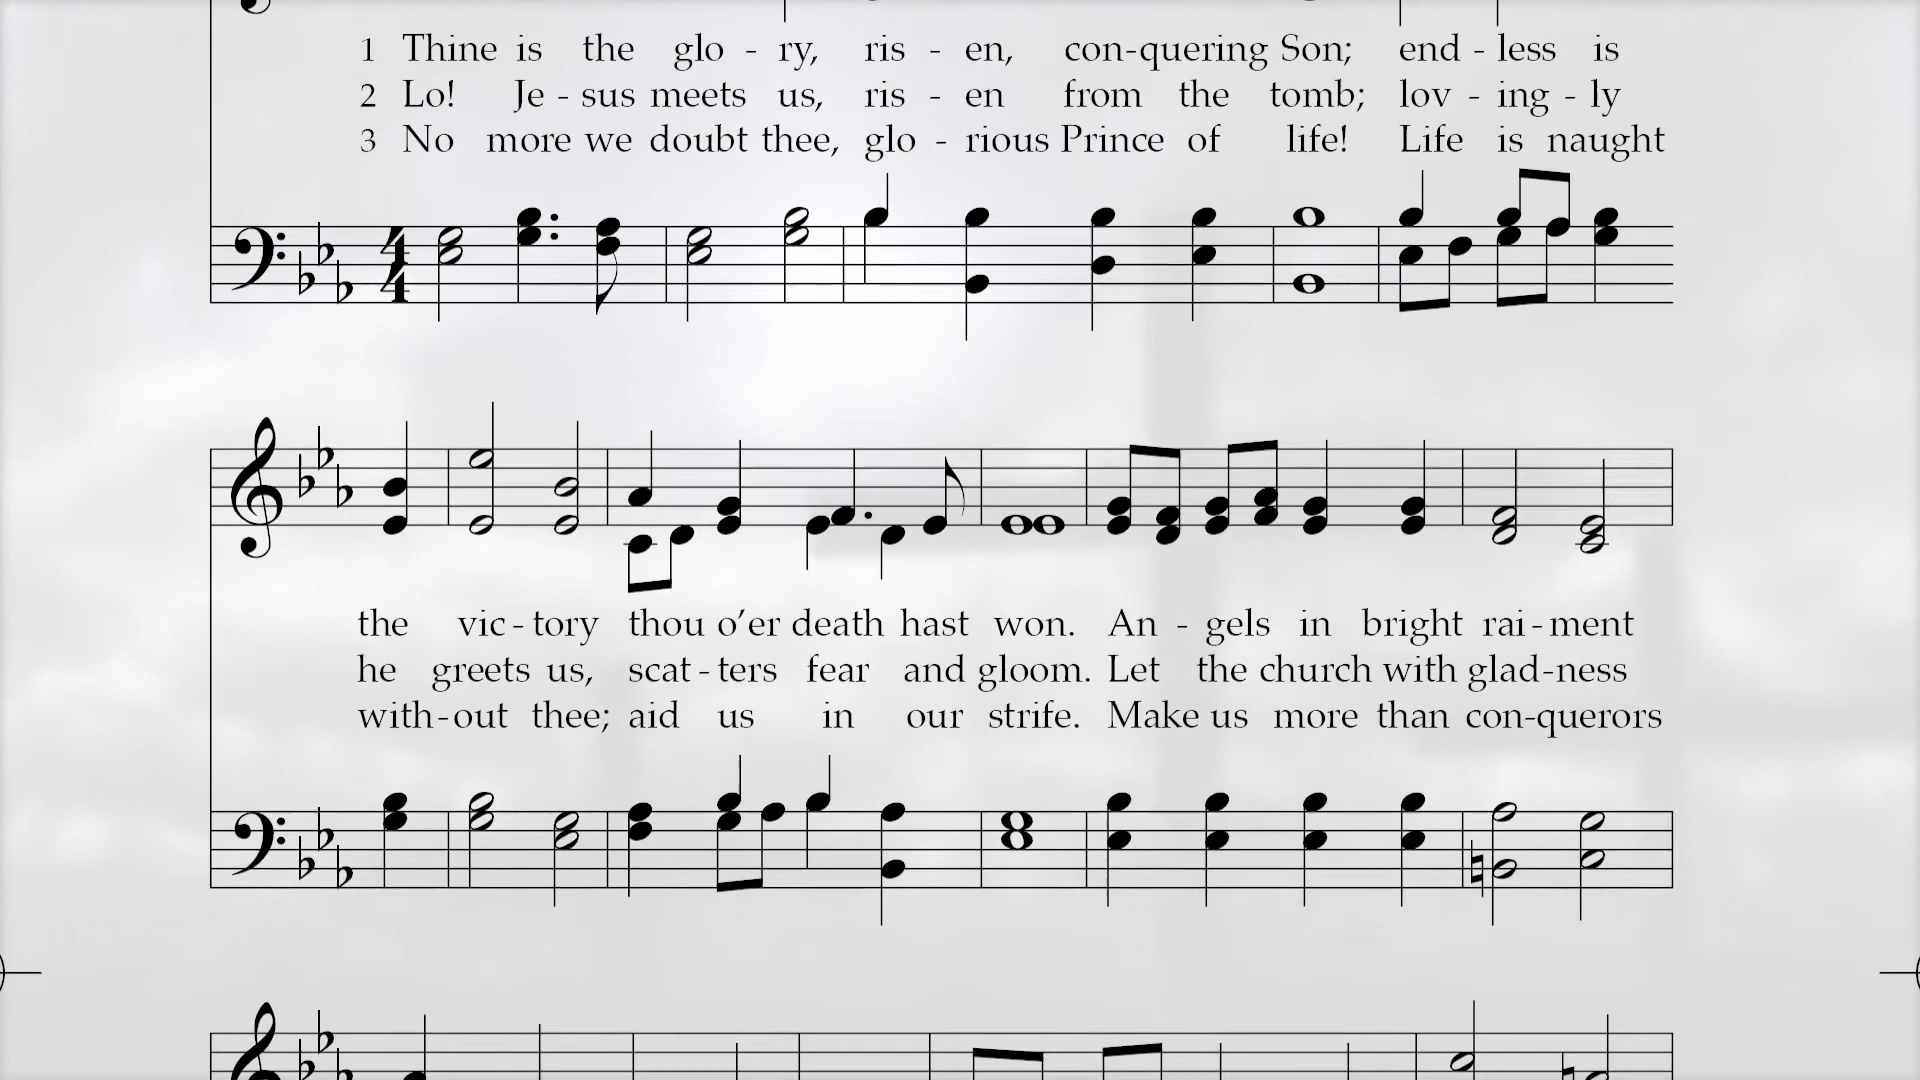 1 Thine is the glo - ry, ris - en, con-quering Son; end - less is
2 Lo! Je - sus meets us, ris - en from the tomb; lov - ing - ly
3 No more we doubt thee, glo - rious Prince of life! Life is naught
4
4
the vic - tory thou o’er death hast won. An - gels in bright rai - ment
he greets us, scat - ters fear and gloom. Let the church with glad-ness
with-out thee; aid us in our strife. Make us more than con-querors